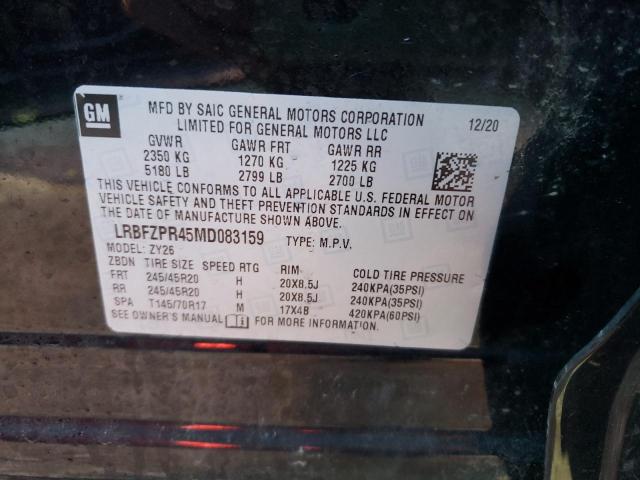 GM
MFD BY SAIC GENERAL MOTORS CORPORATION 12/20
LIMITED FOR GENERAL MOTORS LLC
GVWR GAWR FRT GAWR RR
2350 KG 1270 KG 1225 KG
5180 LB 2799 LB 2700 LB
THIS VEHICLE CONFORMS TO ALL APPLICABLE U.S. FEDERAL MOTOR
VEHICLE SAFETY AND THEFT PREVENTION STANDARDS IN EFFECT ON THE
DATE OF MANUFACTURE SHOWN ABOVE.
LRBFZPR45MD083159 TYPE: M.P.V.
MODEL: ZY26
ZBDN TIRE SIZE SPEED RTG RIM COLD TIRE PRESSURE
FRT 245/45R20 H 20X8.5J 240KPA(35PSI)
RR 245/45R20 H 20X8.5J 240KPA(35PSI)
SPA T145/70R17 M 17X4B 420KPA(60PSI)
SEE OWNER'S MANUAL FOR MORE INFORMATION.